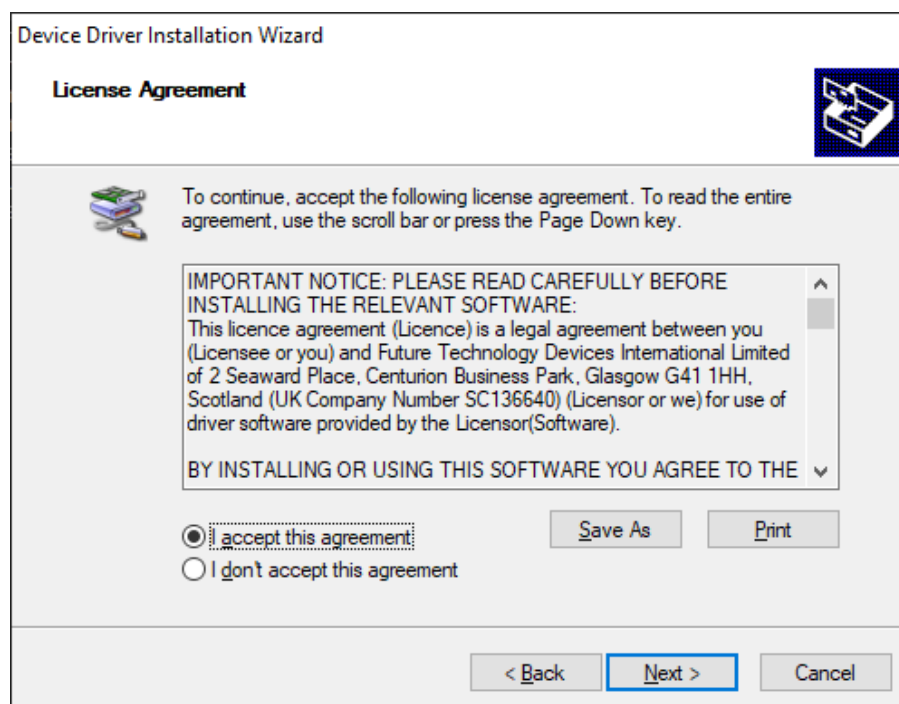 Device Driver Installation Wizard
License Agreement
To continue, accept the following license agreement. To read the entire
agreement, use the scroll bar or press the Page Down key.
IMPORTANT NOTICE: PLEASE READ CAREFULLY BEFORE
INSTALLING THE RELEVANT SOFTWARE:
This licence agreement (Licence) is a legal agreement between you
(Licensee or you) and Future Technology Devices International Limited
of 2 Seaward Place, Centurion Business Park, Glasgow G41 1HH,
Scotland (UK Company Number SC136640) (Licensor or we) for use of
driver software provided by the Licensor(Software).
BY INSTALLING OR USING THIS SOFTWARE YOU AGREE TO THE
I accept this agreement
Save As
Print
I don't accept this agreement
< Back
Next >
Cancel